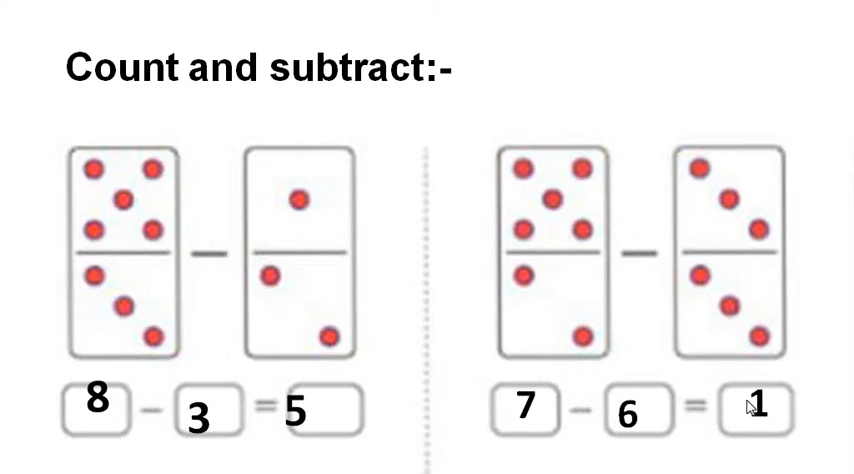 Count and subtract:-
8 – 3 = 5
7 – 6 = 1